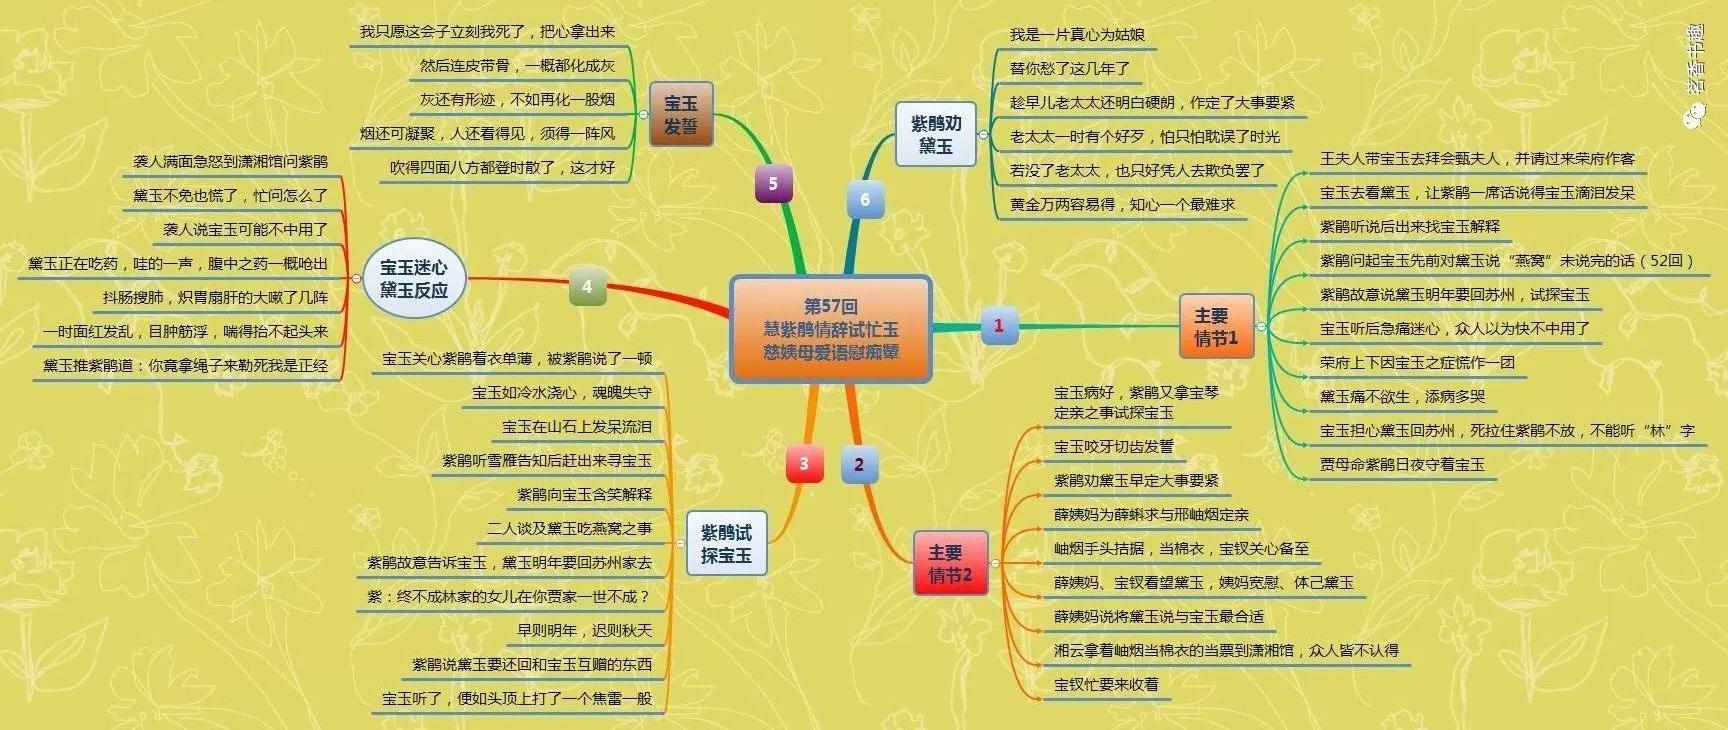 第57回
慧紫鹃情辞试忙玉
慈姨母爱语慰痴颦
1
主要
情节1
王夫人带宝玉去拜会甄夫人，并请过来荣府作客
宝玉去看黛玉，让紫鹃一席话说得宝玉滴泪发呆
紫鹃听说后出来找宝玉解释
紫鹃问起宝玉先前对黛玉说“燕窝”未说完的话（52回）
紫鹃故意说黛玉明年要回苏州，试探宝玉
宝玉听后急痛迷心，众人以为快不中用了
荣府上下因宝玉之症慌作一团
黛玉痛不欲生，添病多哭
宝玉担心黛玉回苏州，死拉住紫鹃不放，不能听“林”字
贾母命紫鹃日夜守着宝玉
2
主要
情节2
宝玉病好，紫鹃又拿宝琴
定亲之事试探宝玉
宝玉咬牙切齿发誓
紫鹃劝黛玉早定大事要紧
薛姨妈为薛蝌求与邢岫烟定亲
岫烟手头拮据，当棉衣，宝钗关心备至
薛姨妈、宝钗看望黛玉，姨妈宽慰、体己黛玉
薛姨妈说将黛玉说与宝玉最合适
湘云拿着岫烟当棉衣的当票到潇湘馆，众人皆不认得
宝钗忙要来收着
3
紫鹃试
探宝玉
宝玉关心紫鹃着衣单薄，被紫鹃说了一顿
宝玉如冷水浇心，魂魄失守
宝玉在山石上发呆流泪
紫鹃听雪雁告知后赶出来寻宝玉
紫鹃向宝玉含笑解释
二人谈及黛玉吃燕窝之事
紫鹃故意告诉宝玉，黛玉明年要回苏州家去
紫：终不成林家的女儿在你贾家一世不成？
早则明年，迟则秋天
紫鹃说黛玉要还回和宝玉互赠的东西
宝玉听了，便如头顶上打了一个焦雷一般
4
宝玉迷心
黛玉反应
袭人满面急怒到潇湘馆问紫鹃
黛玉不免也慌了，忙问怎么了
袭人说宝玉可能不中用了
黛玉正在吃药，哇的一声，腹中之药一概呛出
抖肠搜肺，炽胃扇肝的大嗽了几阵
一时面红发乱，目肿筋浮，喘得抬不起头来
黛玉推紫鹃道：你竟拿绳子来勒死我是正经
5
宝玉
发誓
我只愿这会子立刻我死了，把心拿出来
然后连皮带骨，一概都化成灰
灰还有形迹，不如再化一股烟
烟还可凝聚，人还看得见，须得一阵风
吹得四面八方都登时散了，这才好
6
紫鹃劝
黛玉
我是一片真心为姑娘
替你愁了这几年了
趁早儿老太太还明白硬朗，作定了大事要紧
老太太一时有个好歹，怕只怕耽误了时光
若没了老太太，也只好凭人去欺负罢了
黄金万两容易得，知心一个最难求
茗香书趣